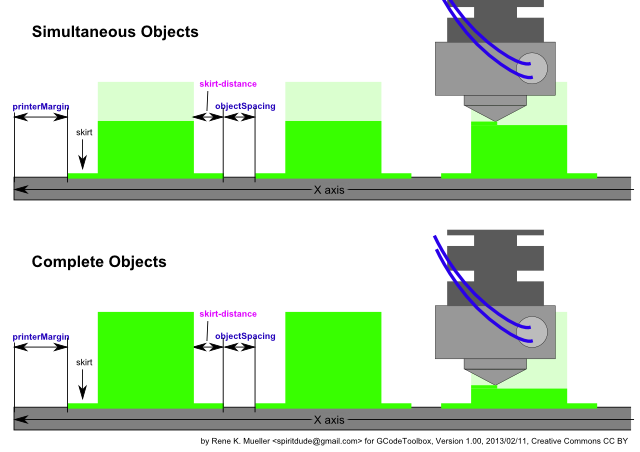 Simultaneous Objects
skirt-distance
printerMargin
objectSpacing
skirt
X axis
Complete Objects
skirt-distance
printerMargin
objectSpacing
skirt
X axis
by Rene K. Mueller <spiritdude@gmail.com> for GCodeToolbox, Version 1.00, 2013/02/11, Creative Commons CC BY